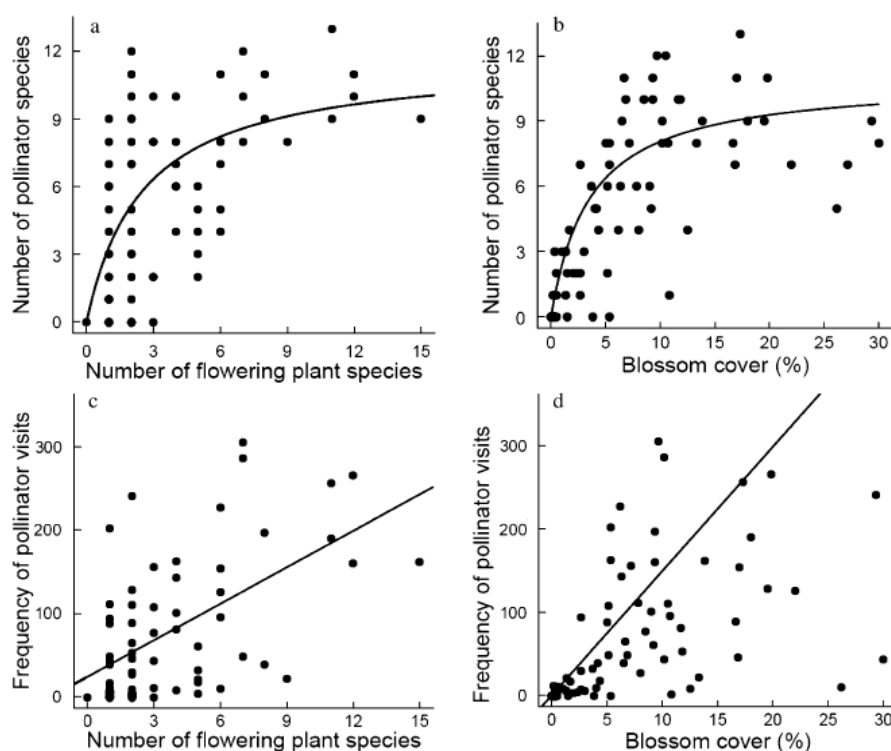 a
Number of pollinator species
12
9
6
3
0
0 3 6 9 12 15
Number of flowering plant species
b
Number of pollinator species
12
9
6
3
0
0 5 10 15 20 25 30
Blossom cover (%)
c
Frequency of pollinator visits
300
200
100
0
0 3 6 9 12 15
Number of flowering plant species
d
Frequency of pollinator visits
300
200
100
0
0 5 10 15 20 25 30
Blossom cover (%)